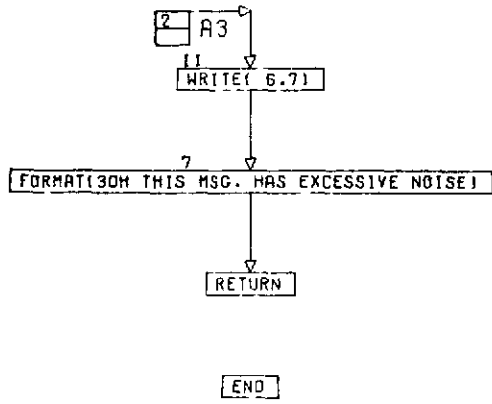 2 A3
11
WRITE( 6.7)
7
FORMAT(30H THIS MSG. HAS EXCESSIVE NOISE)
RETURN
END